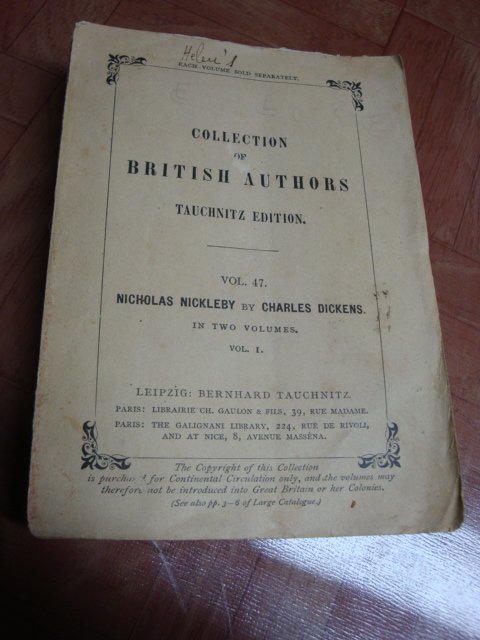 Helen's
EACH VOLUME SOLD SEPARATELY.
COLLECTION
OF
BRITISH AUTHORS
TAUCHNITZ EDITION.
VOL. 47.
NICHOLAS NICKLEBY BY CHARLES DICKENS.
IN TWO VOLUMES.
VOL. I.
LEIPZIG: BERNHARD TAUCHNITZ.
PARIS: LIBRAIRIE CH. GAULON & FILS, 39, RUE MADAME.
PARIS: THE GALIGNANI LIBRARY, 224, RUE DE RIVOLI,
AND AT NICE, 8, AVENUE MASSÉNA.
The Copyright of this Collection
is purchased for Continental Circulation only, and the volumes may
therefore not be introduced into Great Britain or her Colonies.
(See also pp. 3—6 of Large Catalogue.)